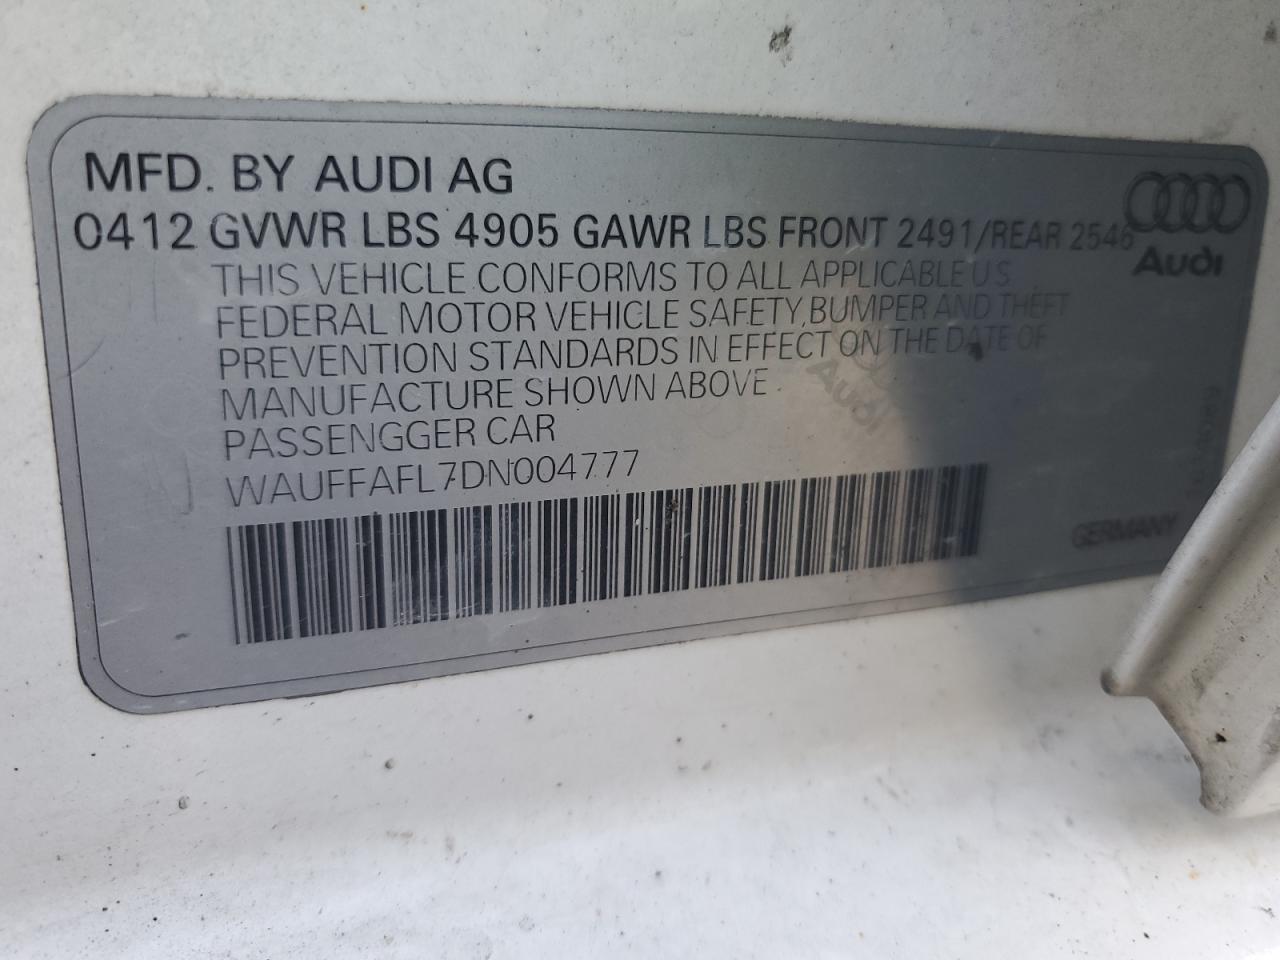 MFD. BY AUDI AG
0412 GVWR LBS 4905 GAWR LBS FRONT 2491/REAR 2546
Audi
THIS VEHICLE CONFORMS TO ALL APPLICABLE U.S.
FEDERAL MOTOR VEHICLE SAFETY, BUMPER AND THEFT
PREVENTION STANDARDS IN EFFECT ON THE DATE OF
MANUFACTURE SHOWN ABOVE.
PASSENGGER CAR
WAUFFAFL7DN004777
Audi
GERMANY